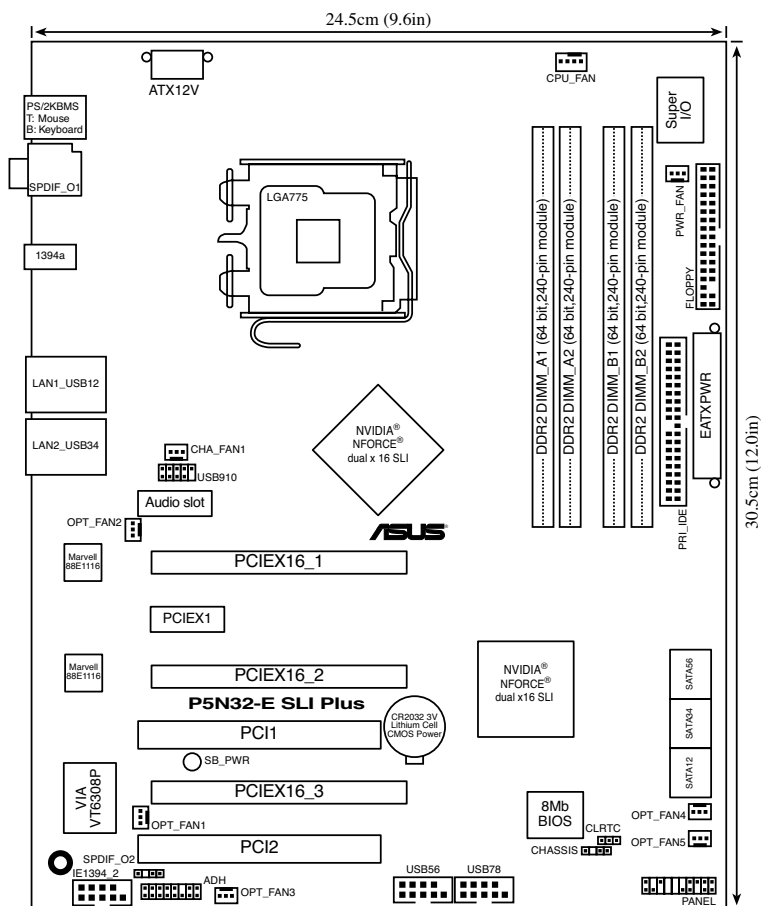 24.5cm (9.6in)
ATX12V
CPU_FAN
Super
I/O
PS/2KBMS
T: Mouse
B: Keyboard
SPDIF_O1
LGA775
PWR_FAN
FLOPPY
1394a
DDR2 DIMM_A1 (64 bit,240-pin module)
DDR2 DIMM_A2 (64 bit,240-pin module)
DDR2 DIMM_B1 (64 bit,240-pin module)
DDR2 DIMM_B2 (64 bit,240-pin module)
EATXPWR
PRI_IDE
30.5cm (12.0in)
LAN1_USB12
LAN2_USB34
NVIDIA®
NFORCE®
dual x 16 SLI
CHA_FAN1
USB910
Audio slot
OPT_FAN2
ASUS
Marvell
88E1116
PCIEX16_1
PCIEX1
Marvell
88E1116
PCIEX16_2
NVIDIA®
NFORCE®
dual x16 SLI
SATA56
SATA34
SATA12
P5N32-E SLI Plus
CR2032 3V
Lithium Cell
CMOS Power
PCI1
SB_PWR
VIA
VT6308P
PCIEX16_3
OPT_FAN1
8Mb
BIOS
OPT_FAN4
CLRTC
OPT_FAN5
CHASSIS
PCI2
SPDIF_O2
IE1394_2
ADH
OPT_FAN3
USB56
USB78
PANEL